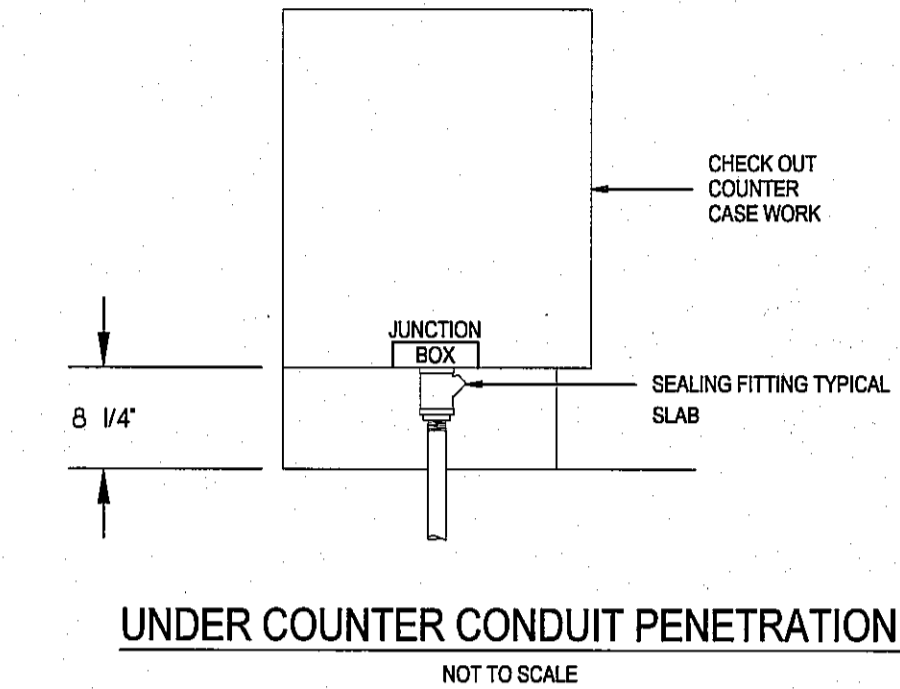 CHECK OUT
COUNTER
CASE WORK
JUNCTION
BOX
SEALING FITTING TYPICAL
SLAB
8 1/4"
UNDER COUNTER CONDUIT PENETRATION
NOT TO SCALE